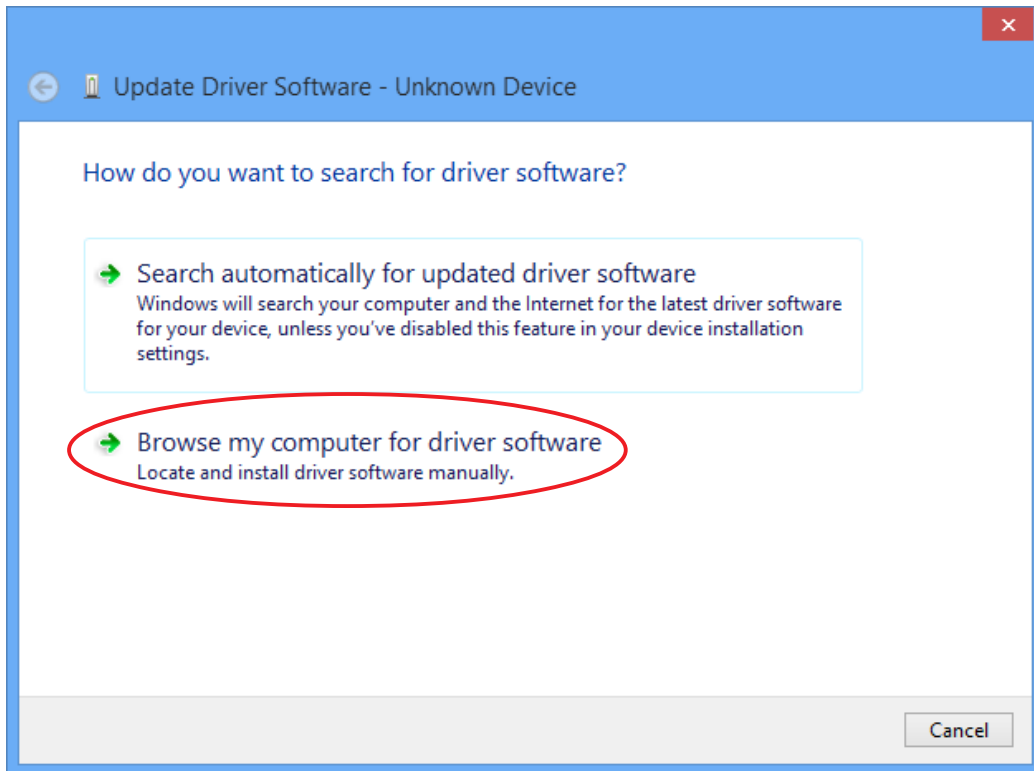 Update Driver Software - Unknown Device
How do you want to search for driver software?
Search automatically for updated driver software
Windows will search your computer and the Internet for the latest driver software
for your device, unless you've disabled this feature in your device installation
settings.
Browse my computer for driver software
Locate and install driver software manually.
Cancel